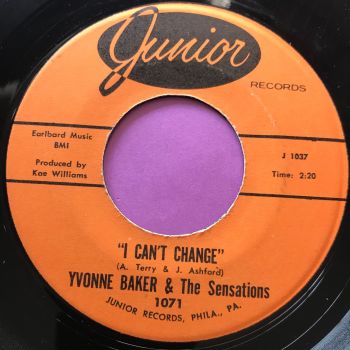 Junior
RECORDS
Earlbard Music
BMI
Produced by
Kae Williams
J 1037
Time: 2:20
"I CAN'T CHANGE"
(A. Terry & J. Ashford)
YVONNE BAKER & The Sensations
1071
JUNIOR RECORDS, PHILA., PA.